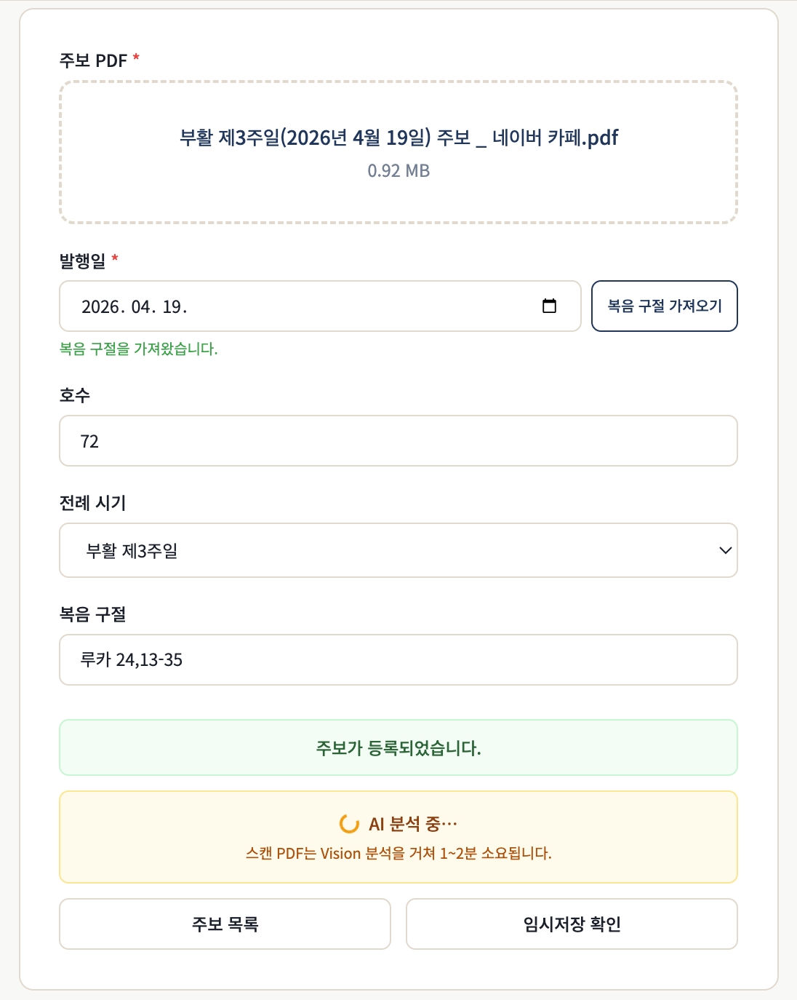 주보 PDF *
부활 제3주일(2026년 4월 19일) 주보 _ 네이버 카페.pdf
0.92 MB
발행일 *
2026. 04. 19.
복음 구절 가져오기
복음 구절을 가져왔습니다.
호수
72
전례 시기
부활 제3주일
복음 구절
루카 24,13-35
주보가 등록되었습니다.
AI 분석 중…
스캔 PDF는 Vision 분석을 거쳐 1~2분 소요됩니다.
주보 목록
임시저장 확인